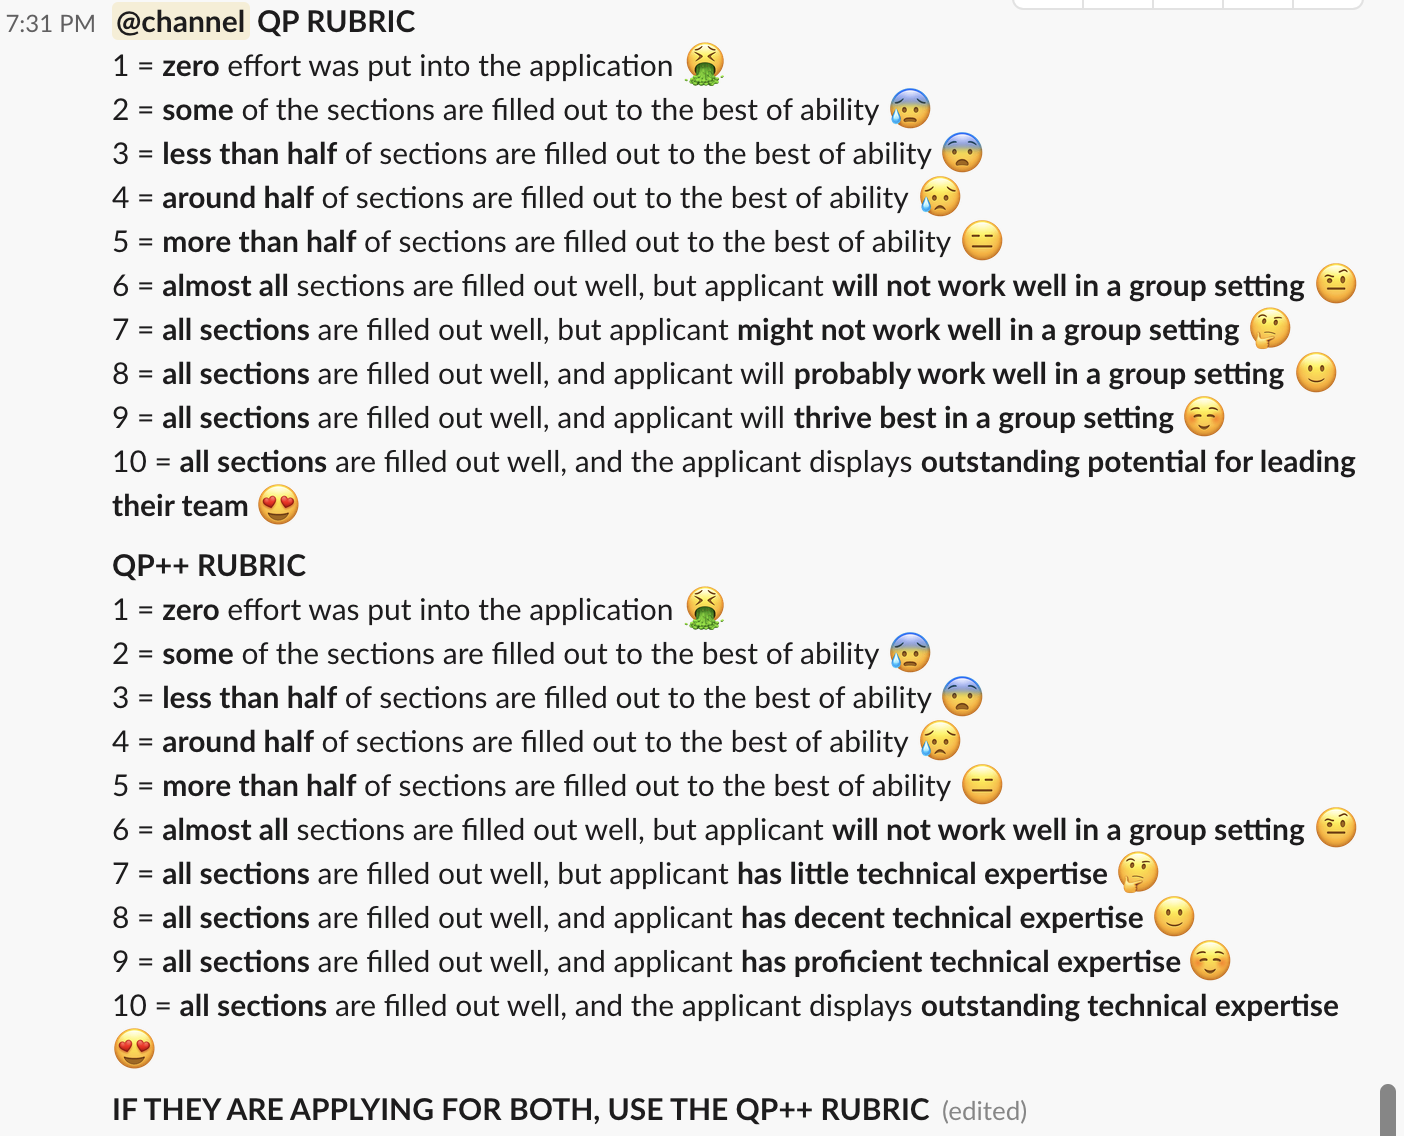 7:31 PM @channel QP RUBRIC
1 = zero effort was put into the application 🤮
2 = some of the sections are filled out to the best of ability 😰
3 = less than half of sections are filled out to the best of ability 😨
4 = around half of sections are filled out to the best of ability 😥
5 = more than half of sections are filled out to the best of ability 😑
6 = almost all sections are filled out well, but applicant will not work well in a group setting 🤨
7 = all sections are filled out well, but applicant might not work well in a group setting 🤔
8 = all sections are filled out well, and applicant will probably work well in a group setting 🙂
9 = all sections are filled out well, and applicant will thrive best in a group setting ☺️
10 = all sections are filled out well, and the applicant displays outstanding potential for leading
their team 😍
QP++ RUBRIC
1 = zero effort was put into the application 🤮
2 = some of the sections are filled out to the best of ability 😰
3 = less than half of sections are filled out to the best of ability 😨
4 = around half of sections are filled out to the best of ability 😥
5 = more than half of sections are filled out to the best of ability 😑
6 = almost all sections are filled out well, but applicant will not work well in a group setting 🤨
7 = all sections are filled out well, but applicant has little technical expertise 🤔
8 = all sections are filled out well, and applicant has decent technical expertise 🙂
9 = all sections are filled out well, and applicant has proficient technical expertise ☺️
10 = all sections are filled out well, and the applicant displays outstanding technical expertise
😍
IF THEY ARE APPLYING FOR BOTH, USE THE QP++ RUBRIC (edited)